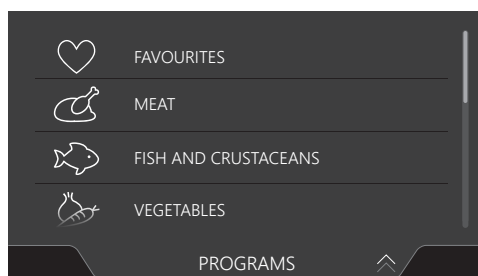 FAVOURITES
MEAT
FISH AND CRUSTACEANS
VEGETABLES
PROGRAMS